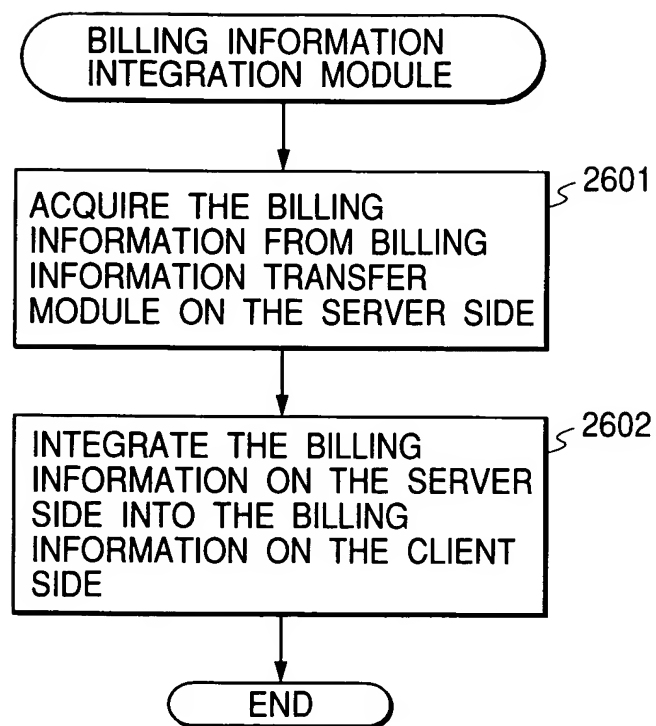 BILLING INFORMATION
INTEGRATION MODULE
2601
ACQUIRE THE BILLING
INFORMATION FROM BILLING
INFORMATION TRANSFER
MODULE ON THE SERVER SIDE
2602
INTEGRATE THE BILLING
INFORMATION ON THE SERVER
SIDE INTO THE BILLING
INFORMATION ON THE CLIENT
SIDE
END